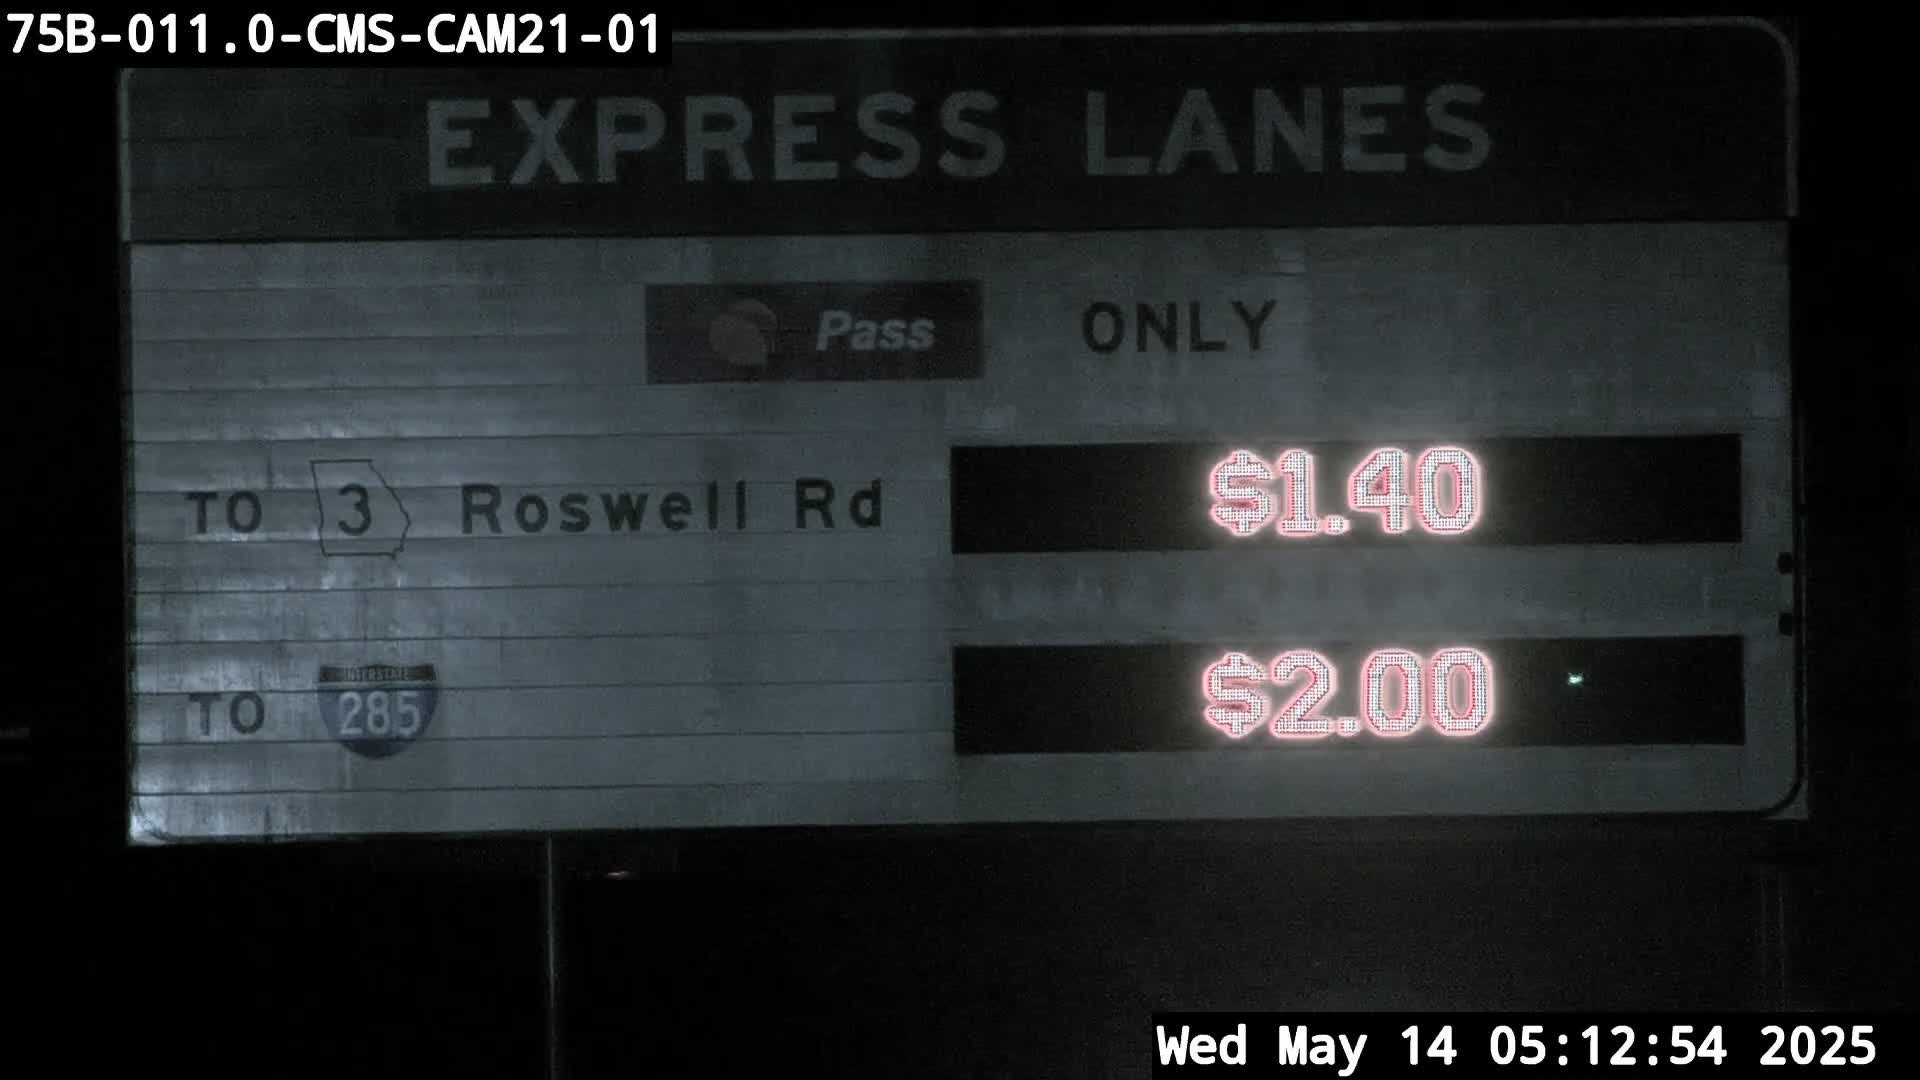 75B-011.0-CMS-CAM21-01
EXPRESS LANES
Pass ONLY
TO 3 Roswell Rd $1.40
INTERSTATE
TO 285 $2.00
Wed May 14 05:12:54 2025